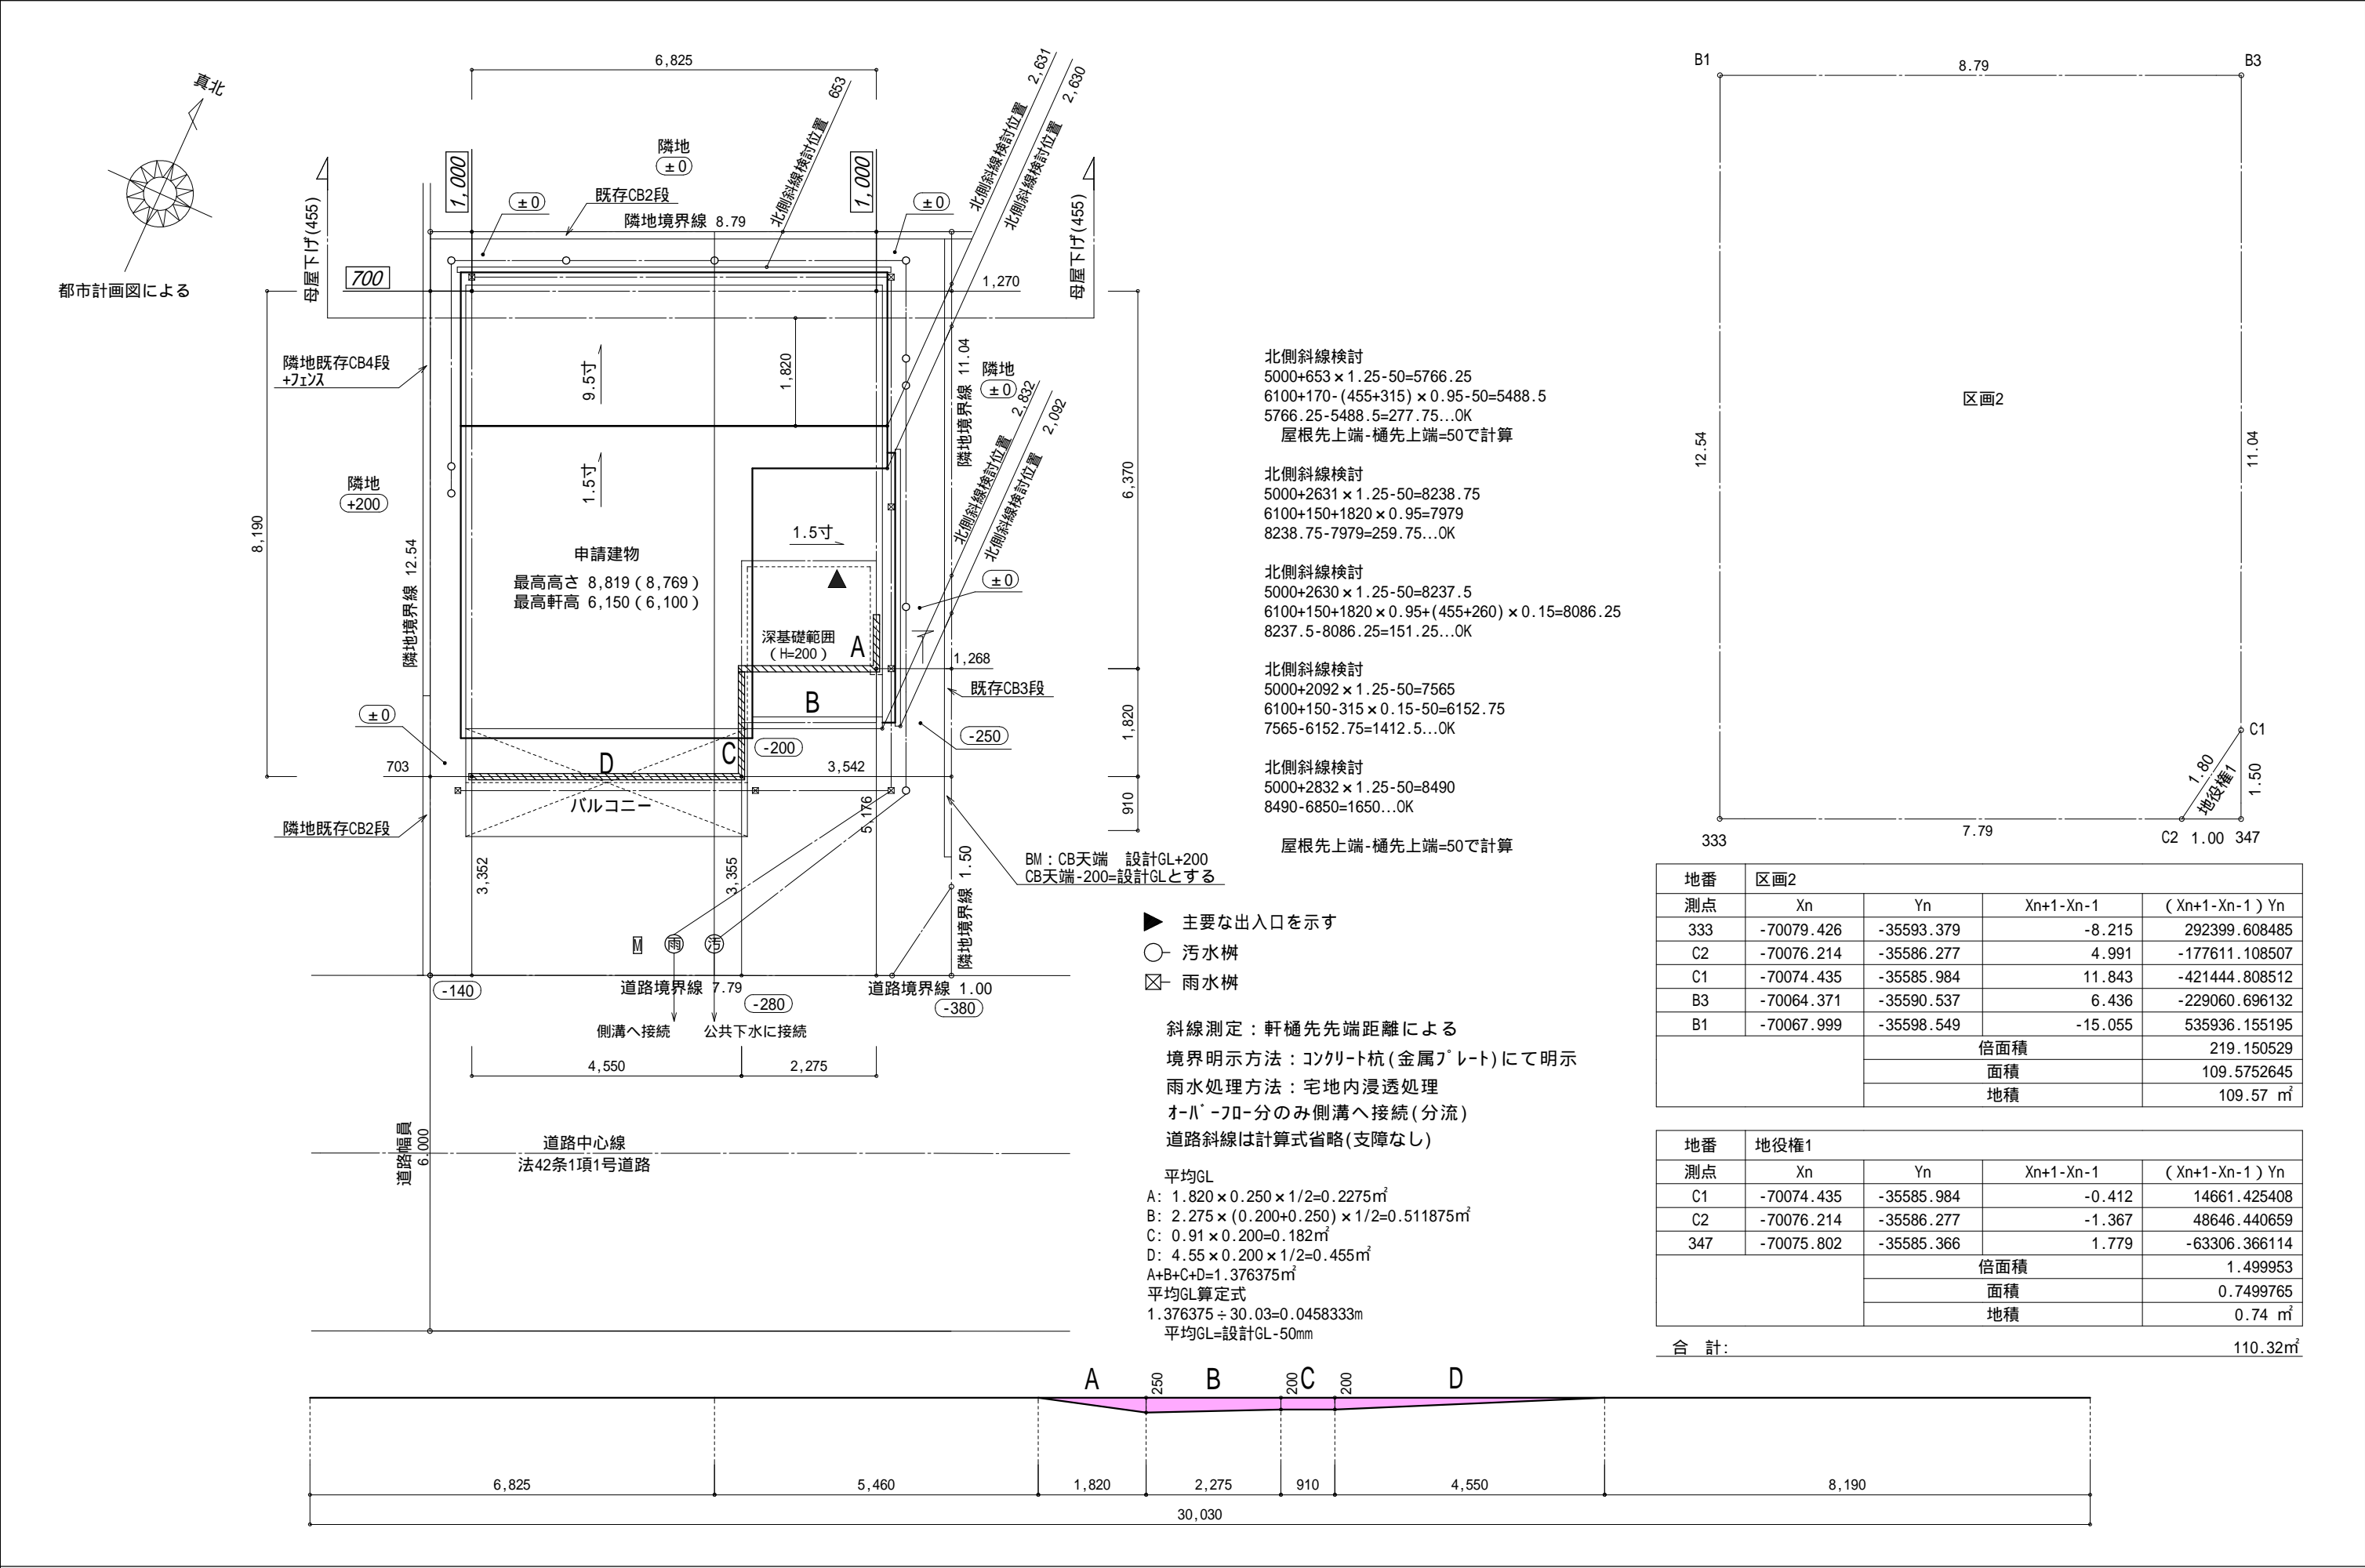 真北
都市計画図による
6,825
653
北側斜線検討位置
2,631
北側斜線検討位置
2,630
北側斜線検討位置
隣地
±0
1,000
1,000
±0
既存CB2段
隣地境界線 8.79
±0
母屋下げ(455)
母屋下げ(455)
700
1,270
隣地既存CB4段
+フェンス
9.5寸
1,820
隣地境界線 11.04
隣地
±0
2,832
北側斜線検討位置
2,092
北側斜線検討位置
6,370
隣地
+200
1.5寸
8,190
1.5寸
申請建物
最高高さ 8,819(8,769)
最高軒高 6,150(6,100)
隣地境界線 12.54
±0
深基礎範囲
(H=200)
A
1,268
既存CB3段
B
±0
-200
C
-250
1,820
D
703
3,542
バルコニー
5,176
910
隣地既存CB2段
3,352
3,355
隣地境界線 1.50
BM:CB天端 設計GL+200
CB天端-200=設計GLとする
M
雨
汚
-140
道路境界線 7.79
-280
道路境界線 1.00
-380
側溝へ接続
公共下水に接続
4,550
2,275
道路幅員
6.000
道路中心線
法42条1項1号道路
北側斜線検討
5000+653×1.25-50=5766.25
6100+170-(455+315)×0.95-50=5488.5
5766.25-5488.5=277.75...OK
屋根先上端-樋先上端=50で計算
北側斜線検討
5000+2631×1.25-50=8238.75
6100+150+1820×0.95=7979
8238.75-7979=259.75...OK
北側斜線検討
5000+2630×1.25-50=8237.5
6100+150+1820×0.95+(455+260)×0.15=8086.25
8237.5-8086.25=151.25...OK
北側斜線検討
5000+2092×1.25-50=7565
6100+150-315×0.15-50=6152.75
7565-6152.75=1412.5...OK
北側斜線検討
5000+2832×1.25-50=8490
8490-6850=1650...OK
屋根先上端-樋先上端=50で計算
主要な出入口を示す
汚水桝
雨水桝
斜線測定:軒樋先先端距離による
境界明示方法:コンクリート杭(金属プレート)にて明示
雨水処理方法:宅地内浸透処理
オーバーフロー分のみ側溝へ接続(分流)
道路斜線は計算式省略(支障なし)
平均GL
A: 1.820×0.250×1/2=0.2275㎡
B: 2.275×(0.200+0.250)×1/2=0.511875㎡
C: 0.91×0.200=0.182㎡
D: 4.55×0.200×1/2=0.455㎡
A+B+C+D=1.376375㎡
平均GL算定式
1.376375÷30.03=0.0458333m
平均GL=設計GL-50mm
B1
8.79
B3
区画2
12.54
11.04
C1
1.80
地役権1
1.50
333
7.79
C2 1.00 347
地番 区画2
測点 Xn Yn Xn+1-Xn-1 (Xn+1-Xn-1)Yn
333 -70079.426 -35593.379 -8.215 292399.608485
C2 -70076.214 -35586.277 4.991 -177611.108507
C1 -70074.435 -35585.984 11.843 -421444.808512
B3 -70064.371 -35590.537 6.436 -229060.696132
B1 -70067.999 -35598.549 -15.055 535936.155195
倍面積 219.150529
面積 109.5752645
地積 109.57 ㎡
地番 地役権1
測点 Xn Yn Xn+1-Xn-1 (Xn+1-Xn-1)Yn
C1 -70074.435 -35585.984 -0.412 14661.425408
C2 -70076.214 -35586.277 -1.367 48646.440659
347 -70075.802 -35585.366 1.779 -63306.366114
倍面積 1.499953
面積 0.7499765
地積 0.74 ㎡
合 計: 110.32㎡
A 250 B 200 C 200 D
6,825 5,460 1,820 2,275 910 4,550 8,190
30,030